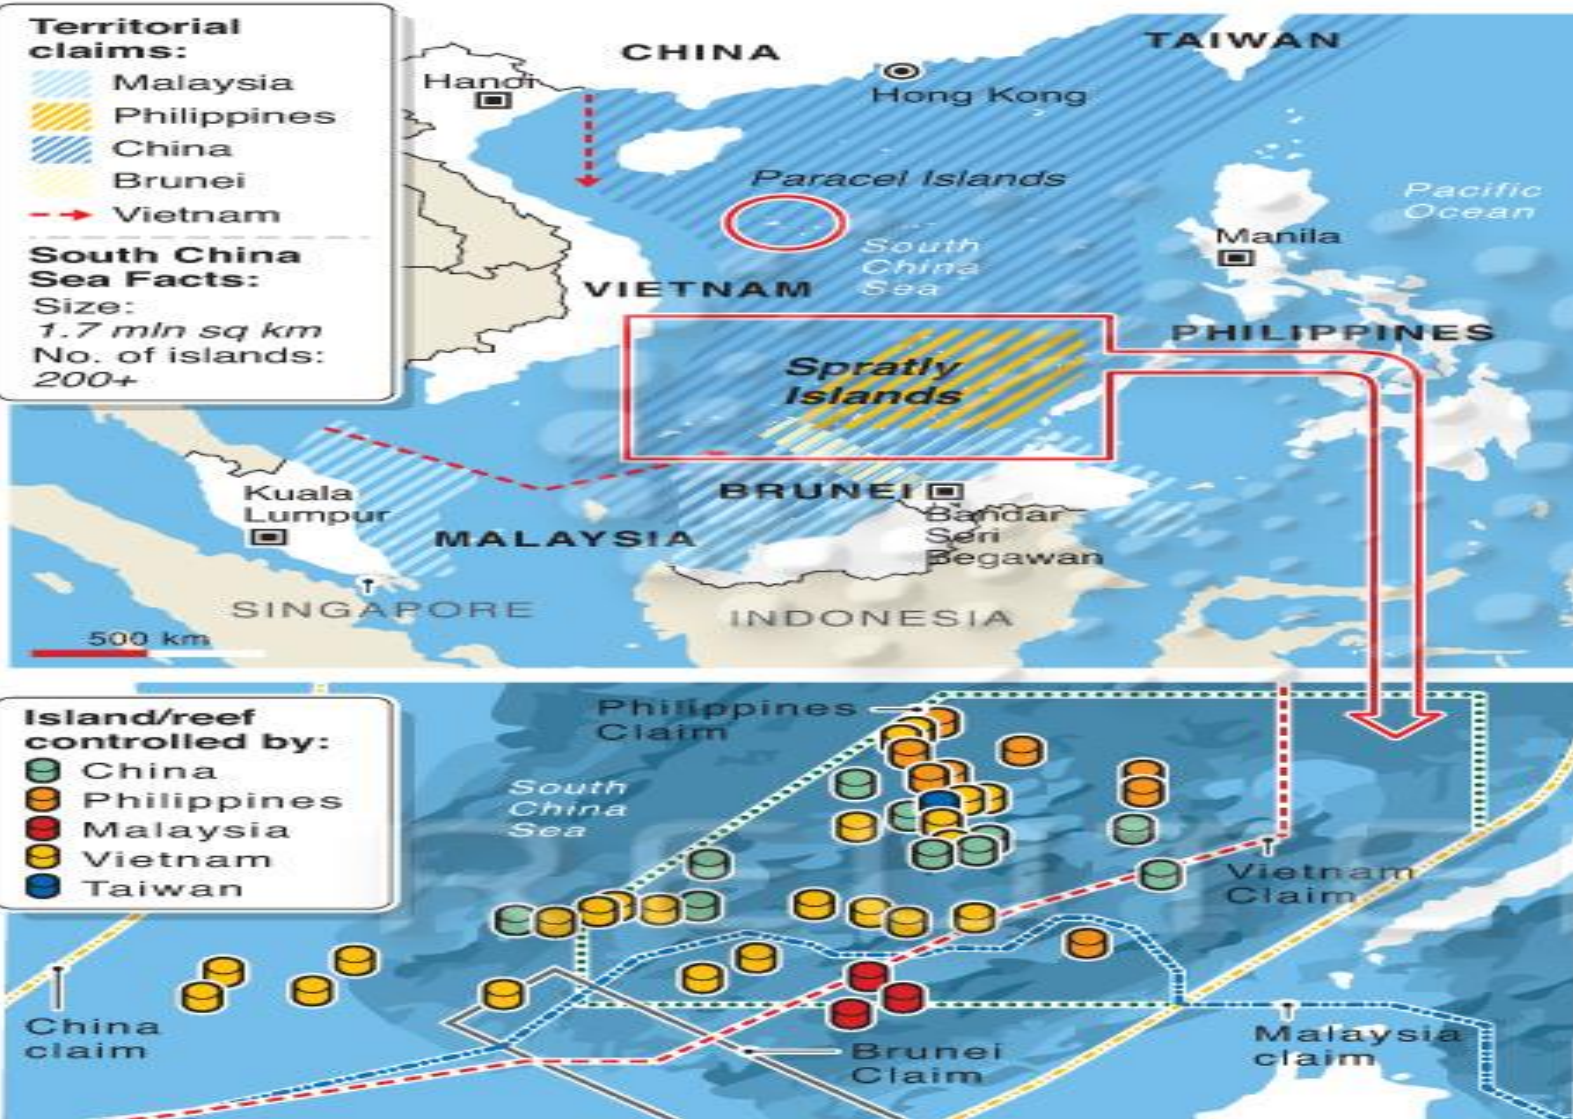 Territorial
claims:
Malaysia
Philippines
China
Brunei
Vietnam
South China
Sea Facts:
Size:
1.7 mln sq km
No. of islands:
200+
CHINA
TAIWAN
Hanoi
Hong Kong
Paracel Islands
Pacific
Ocean
South
China
Sea
Manila
VIETNAM
PHILIPPINES
Spratly
Islands
Kuala
Lumpur
BRUNEI
Bandar
Seri
Begawan
MALAYSIA
SINGAPORE
INDONESIA
500 km
Island/reef
controlled by:
China
Philippines
Malaysia
Vietnam
Taiwan
Philippines
Claim
South
China
Sea
Vietnam
Claim
China
claim
Brunei
Claim
Malaysia
claim